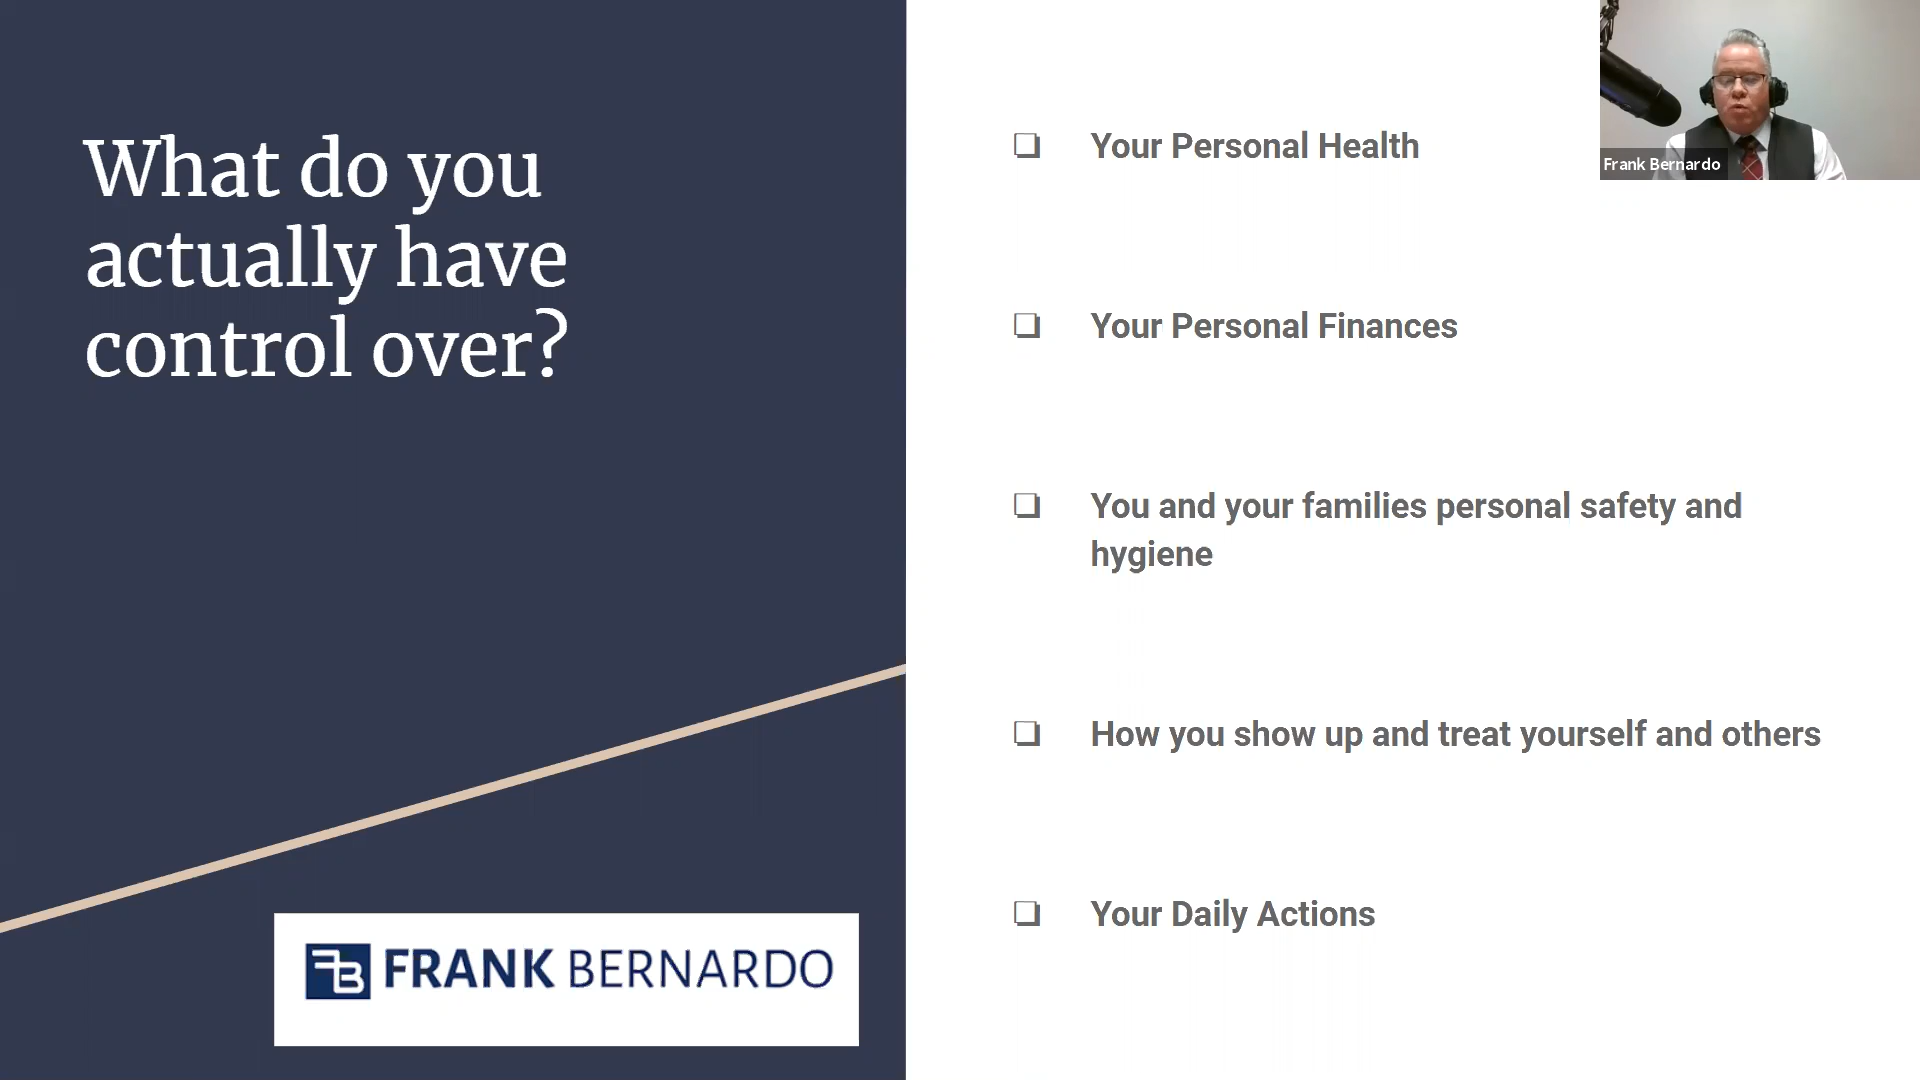 What do you
actually have
control over?
FB FRANK BERNARDO
Your Personal Health
Your Personal Finances
You and your families personal safety and
hygiene
How you show up and treat yourself and others
Your Daily Actions
Frank Bernardo